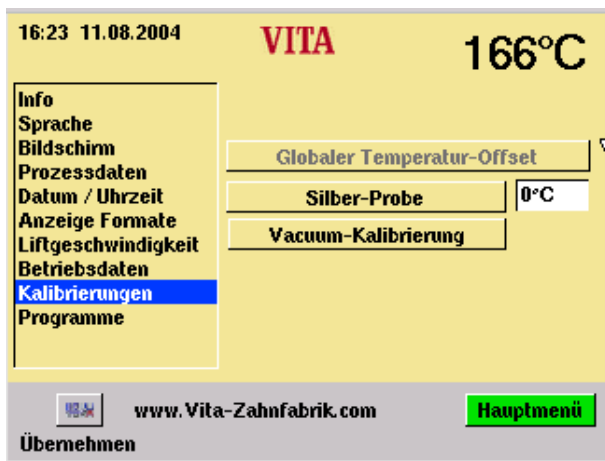 16:23 11.08.2004
VITA
166°C
Info
Sprache
Bildschirm
Prozessdaten
Datum / Uhrzeit
Anzeige Formate
Liftgeschwindigkeit
Betriebsdaten
Kalibrierungen
Programme
Globaler Temperatur-Offset
Silber-Probe
0°C
Vacuum-Kalibrierung
www.Vita-Zahnfabrik.com
Hauptmenü
Übernehmen